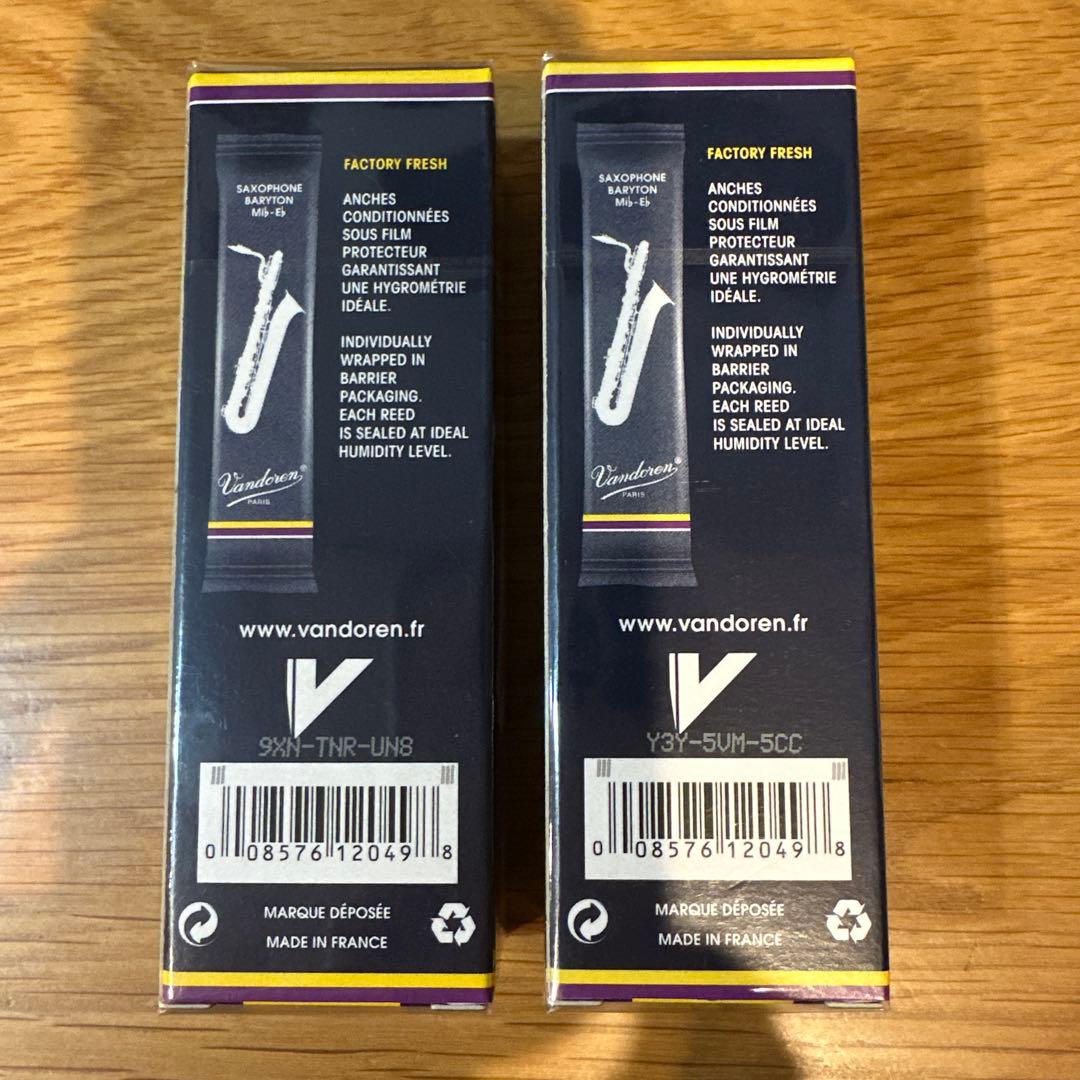 SAXOPHONE
BARYTON
Mi♭-E♭
Vandoren®
PARIS
FACTORY FRESH
ANCHES
CONDITIONNÉES
SOUS FILM
PROTECTEUR
GARANTISSANT
UNE HYGROMÉTRIE
IDÉALE.
INDIVIDUALLY
WRAPPED IN
BARRIER
PACKAGING.
EACH REED
IS SEALED AT IDEAL
HUMIDITY LEVEL.
www.vandoren.fr
V
9XN-TNR-UN8
0 08576 12049 8
MARQUE DÉPOSÉE
MADE IN FRANCE
SAXOPHONE
BARYTON
Mi♭-E♭
Vandoren®
PARIS
FACTORY FRESH
ANCHES
CONDITIONNÉES
SOUS FILM
PROTECTEUR
GARANTISSANT
UNE HYGROMÉTRIE
IDÉALE.
INDIVIDUALLY
WRAPPED IN
BARRIER
PACKAGING.
EACH REED
IS SEALED AT IDEAL
HUMIDITY LEVEL.
www.vandoren.fr
V
Y3Y-5VM-5CC
0 08576 12049 8
MARQUE DÉPOSÉE
MADE IN FRANCE